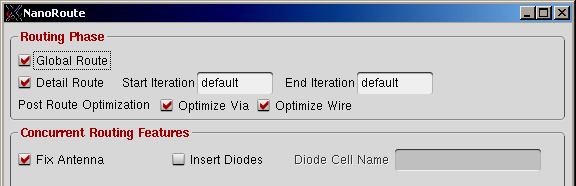 NanoRoute
Routing Phase
Global Route
Detail Route Start Iteration default End Iteration default
Post Route Optimization Optimize Via Optimize Wire
Concurrent Routing Features
Fix Antenna Insert Diodes Diode Cell Name